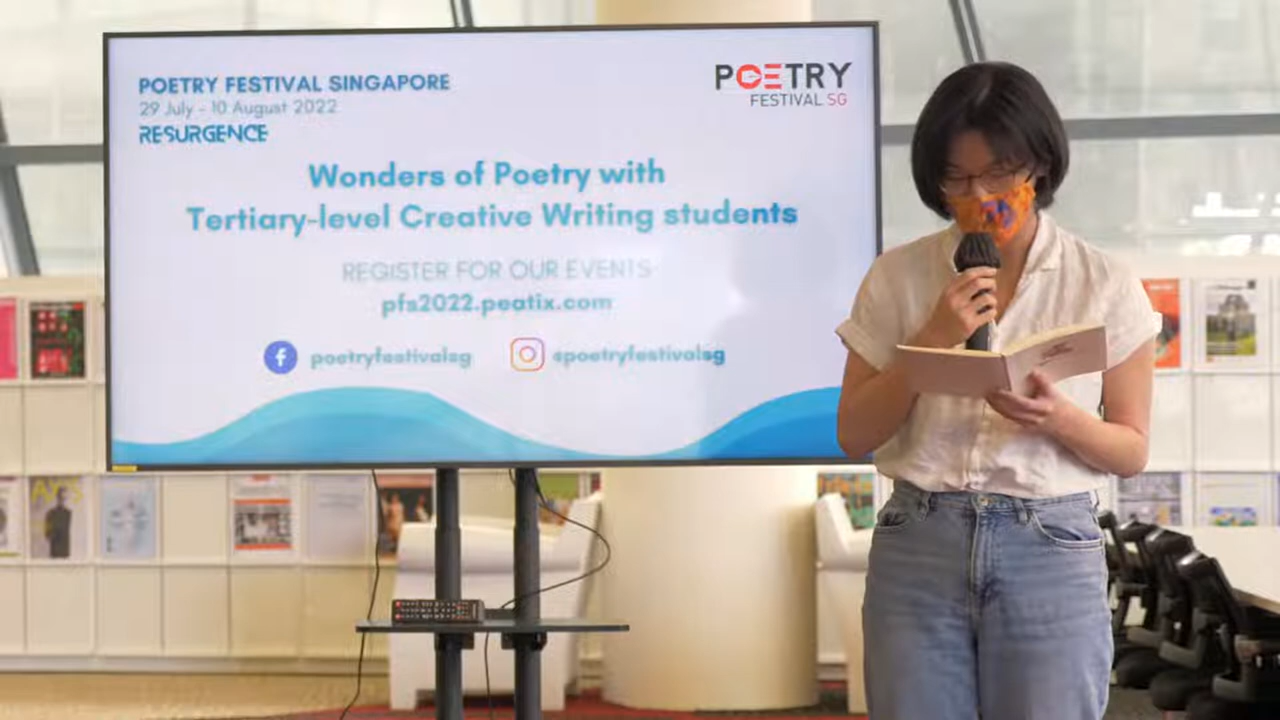 POETRY FESTIVAL SINGAPORE
29 July - 10 August 2022
RESURGENCE
POETRY
FESTIVAL SG
Wonders of Poetry with
Tertiary-level Creative Writing students
REGISTER FOR OUR EVENTS
pfs2022.peatix.com
poetryfestivalsg
@poetryfestivalsg